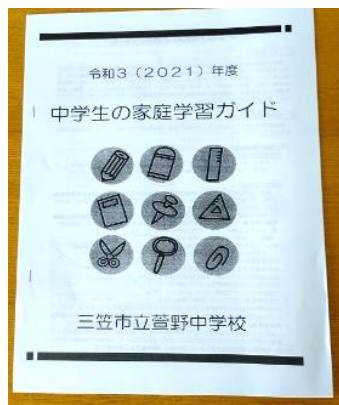 令和3（2021）年度
中学生の家庭学習ガイド
三笠市立萱野中学校